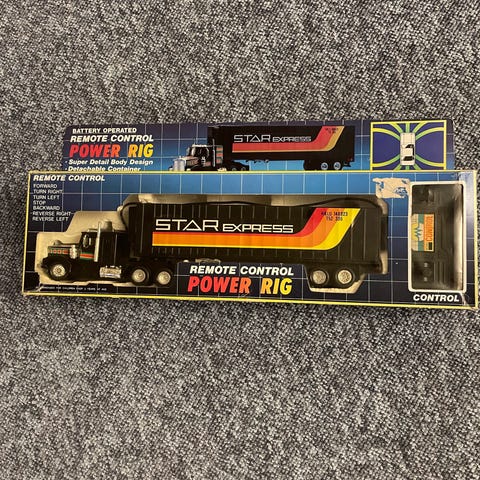 BATTERY OPERATED
REMOTE CONTROL
POWER RIG
· Super Detail Body Design
· Detachable Container
STAR EXPRESS
REMOTE CONTROL
FORWARD
TURN RIGHT
TURN LEFT
STOP
BACKWARD
REVERSE RIGHT
REVERSE LEFT
STAR EXPRESS
REMOTE CONTROL
POWER RIG
CONTROL